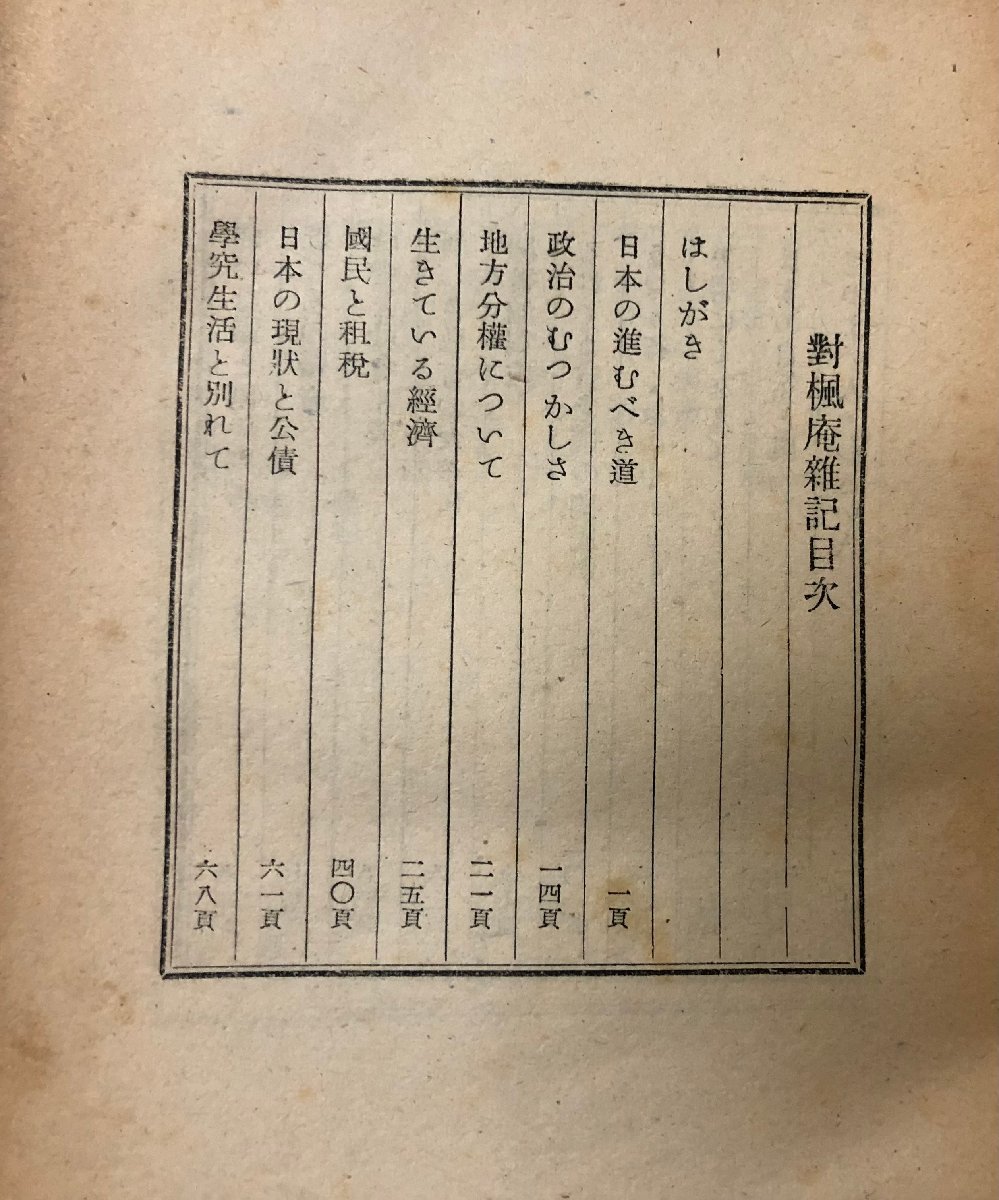 對楓庵雜記目次
はしがき
日本の進むべき道 一頁
政治のむつかしさ 一四頁
地方分權について 二一頁
生きている經濟 二五頁
國民と租稅 四〇頁
日本の現狀と公債 六一頁
學究生活と別れて 六八頁